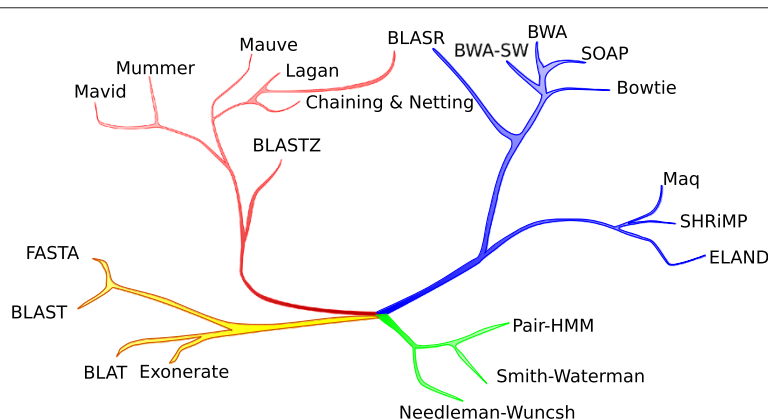 BWA
BLASR
Mauve
BWA-SW
SOAP
Mummer
Lagan
Mavid
Bowtie
Chaining & Netting
BLASTZ
Maq
SHRiMP
FASTA
ELAND
BLAST
Pair-HMM
BLAT
Exonerate
Smith-Waterman
Needleman-Wuncsh